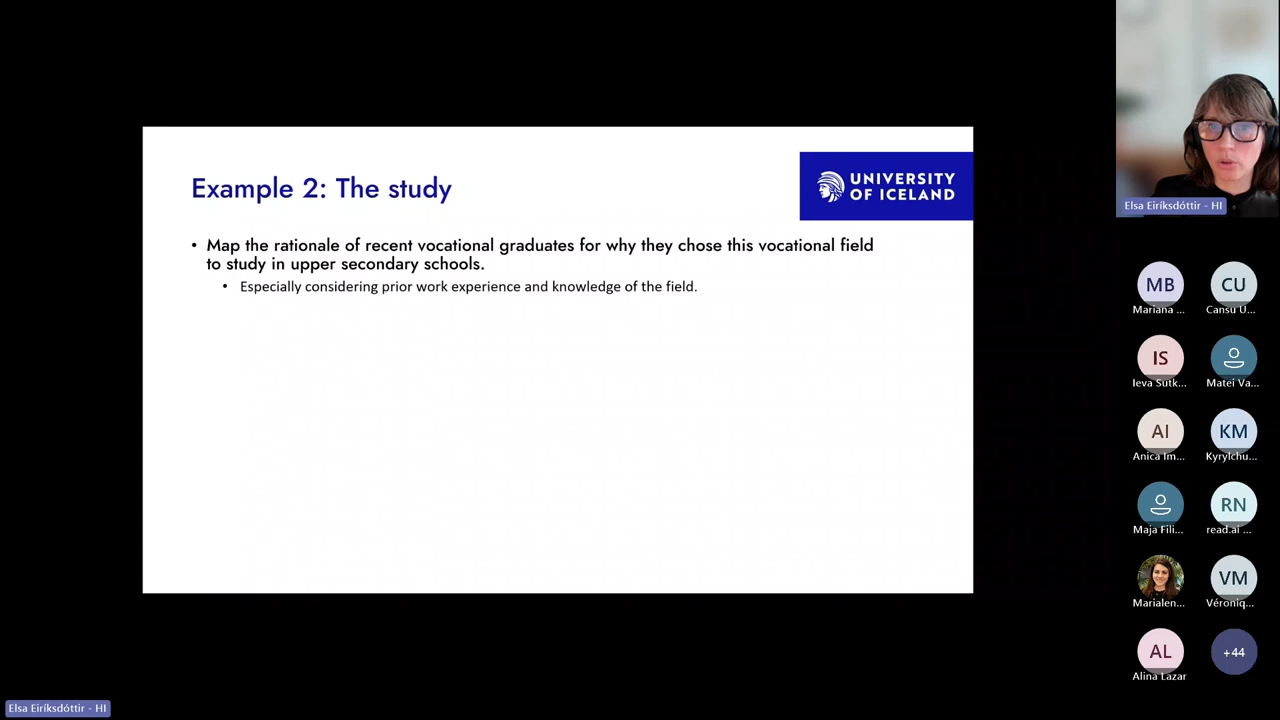 Example 2: The study
UNIVERSITY
OF ICELAND
• Map the rationale of recent vocational graduates for why they chose this vocational field
to study in upper secondary schools.
• Especially considering prior work experience and knowledge of the field.
Elsa Eiríksdóttir - HI
MB
Mariana ...
CU
Cansu U...
IS
Ieva Sutk...
Matei Va...
AI
Anica Im...
KM
Kyrylchu...
Maja Fili...
RN
read.ai ...
Marialen...
VM
Véroniq...
AL
Alina Lazar
+44
Elsa Eiríksdóttir - HI